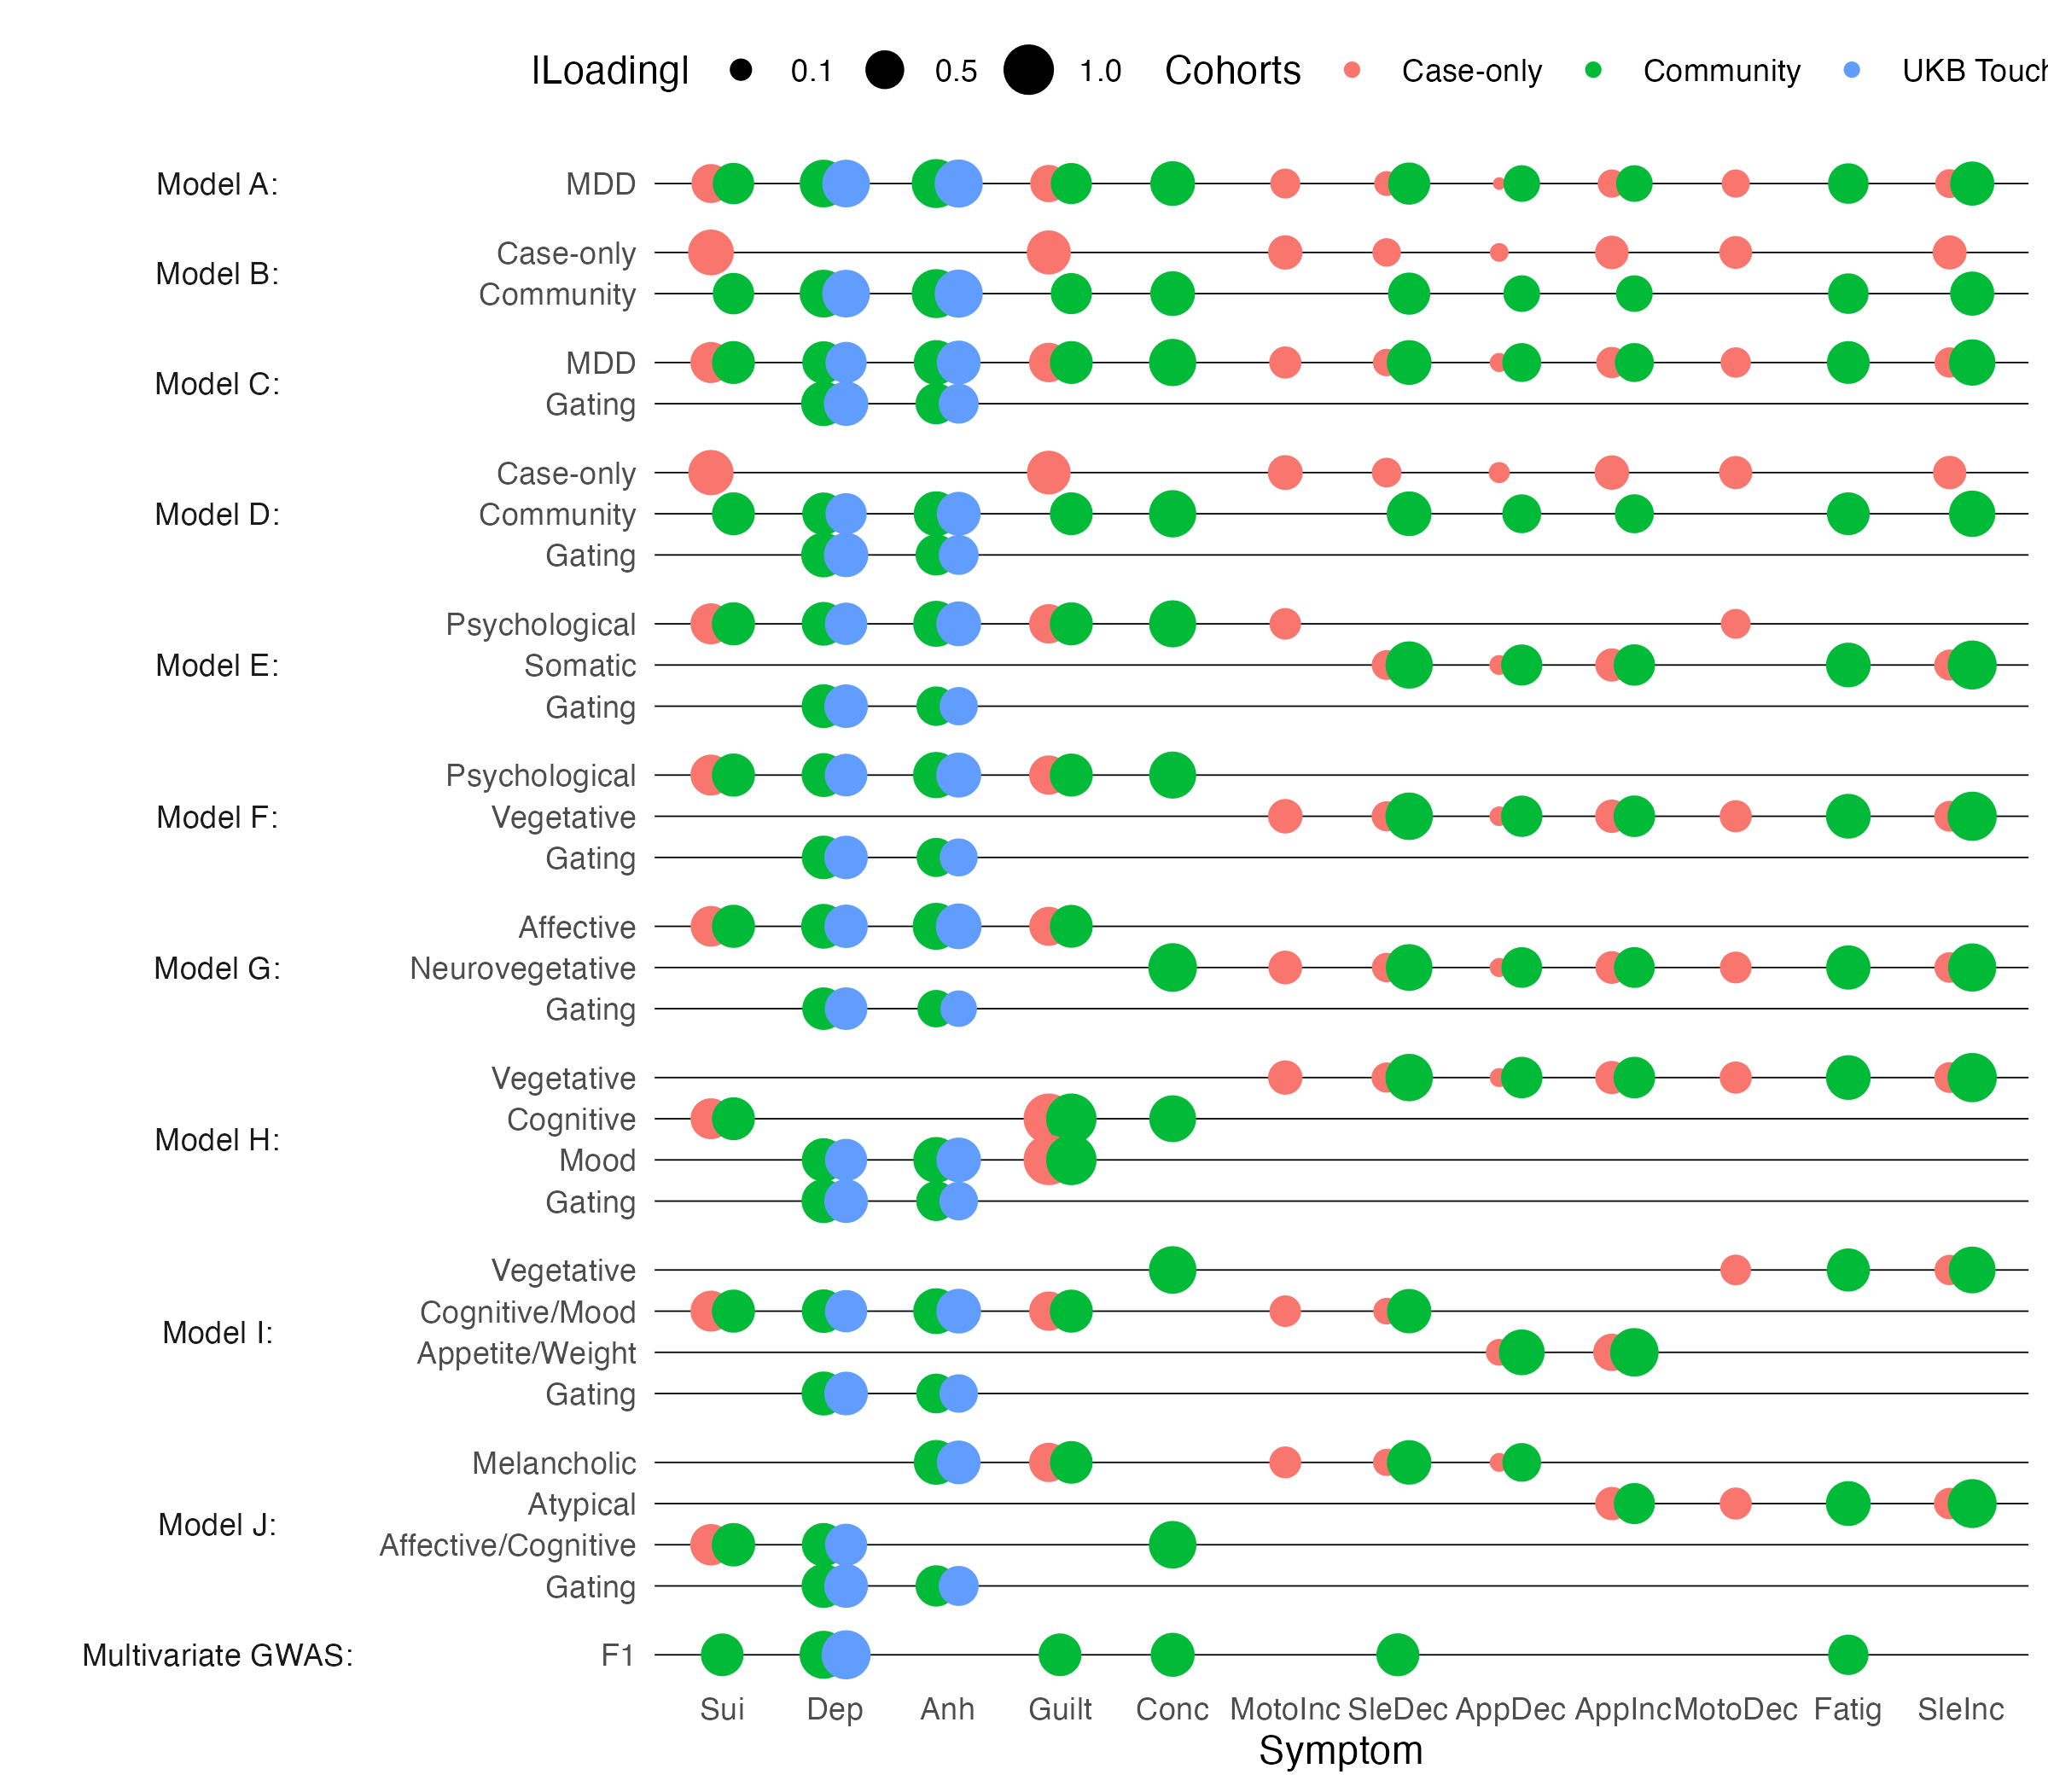 |Loading| 0.1 0.5 1.0 Cohorts Case-only Community UKB Touch
Model A: MDD
Model B: Case-only
Community
Model C: MDD
Gating
Model D: Case-only
Community
Gating
Model E: Psychological
Somatic
Gating
Model F: Psychological
Vegetative
Gating
Model G: Affective
Neurovegetative
Gating
Model H: Vegetative
Cognitive
Mood
Gating
Model I: Vegetative
Cognitive/Mood
Appetite/Weight
Gating
Model J: Melancholic
Atypical
Affective/Cognitive
Gating
Multivariate GWAS: F1
Sui Dep Anh Guilt Conc MotoInc SleDec AppDec AppInc MotoDec Fatig SleInc
Symptom